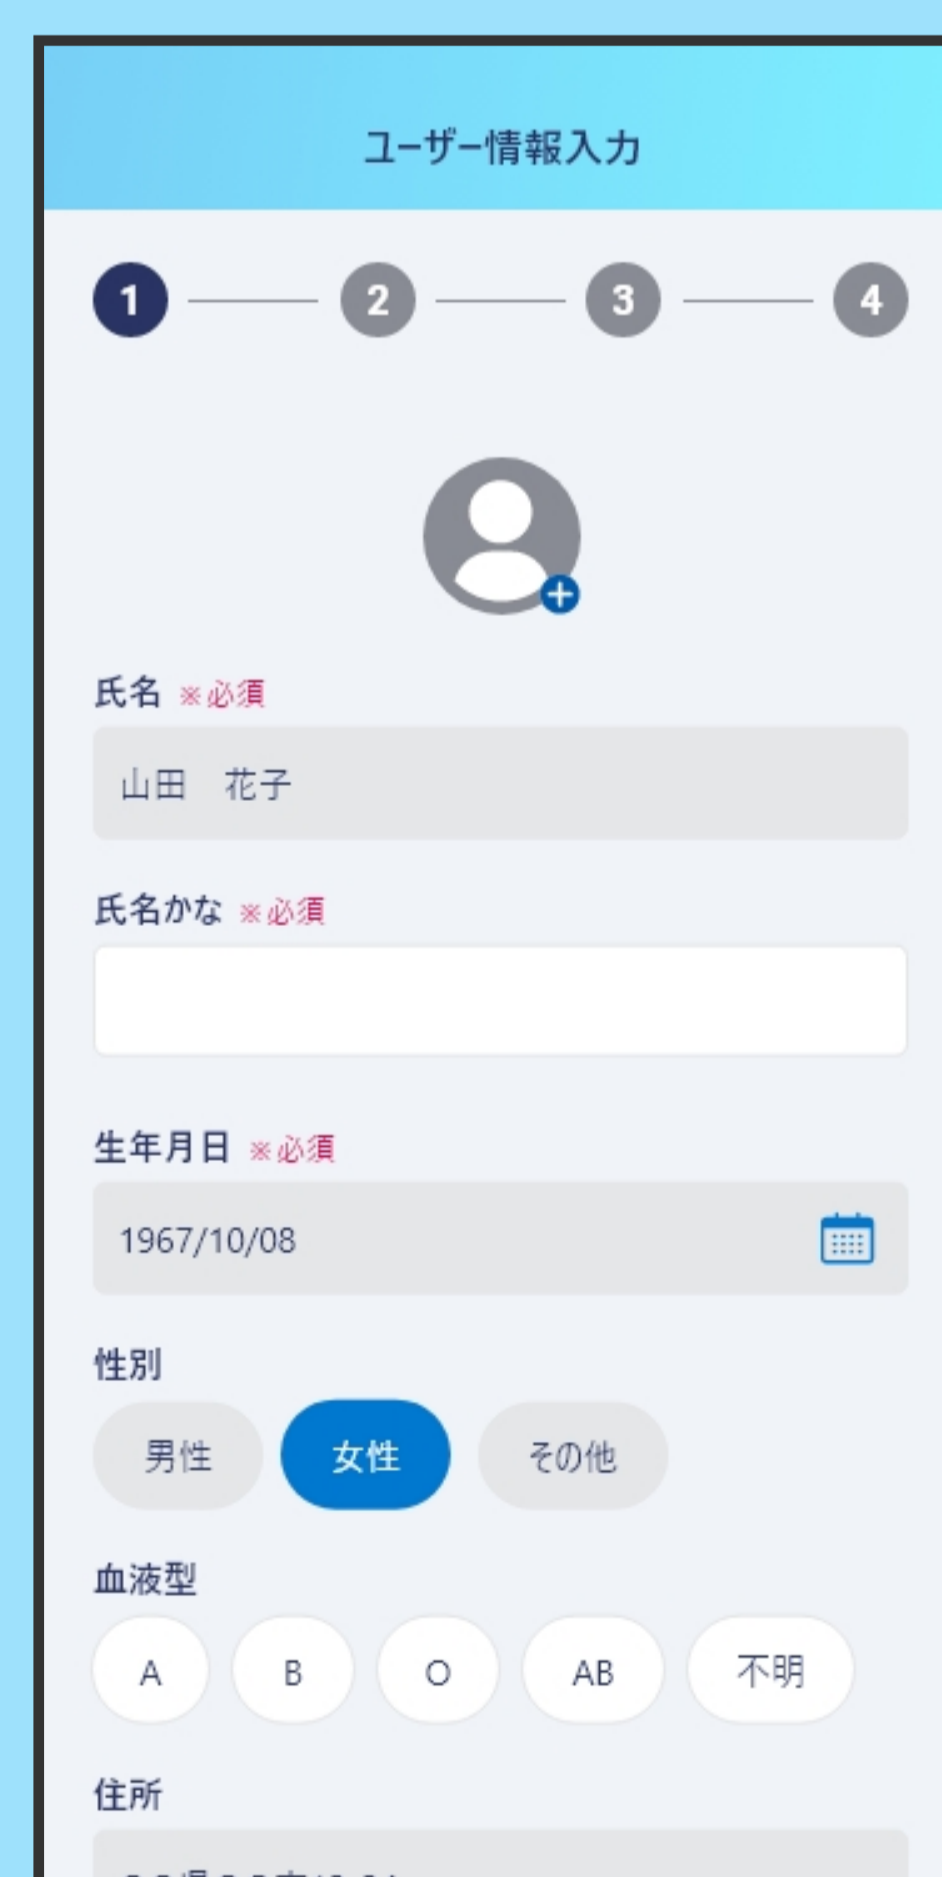 ユーザー情報入力
1 2 3 4
氏名 ※必須
山田　花子
氏名かな ※必須
生年月日 ※必須
1967/10/08
性別
男性 女性 その他
血液型
A B O AB 不明
住所